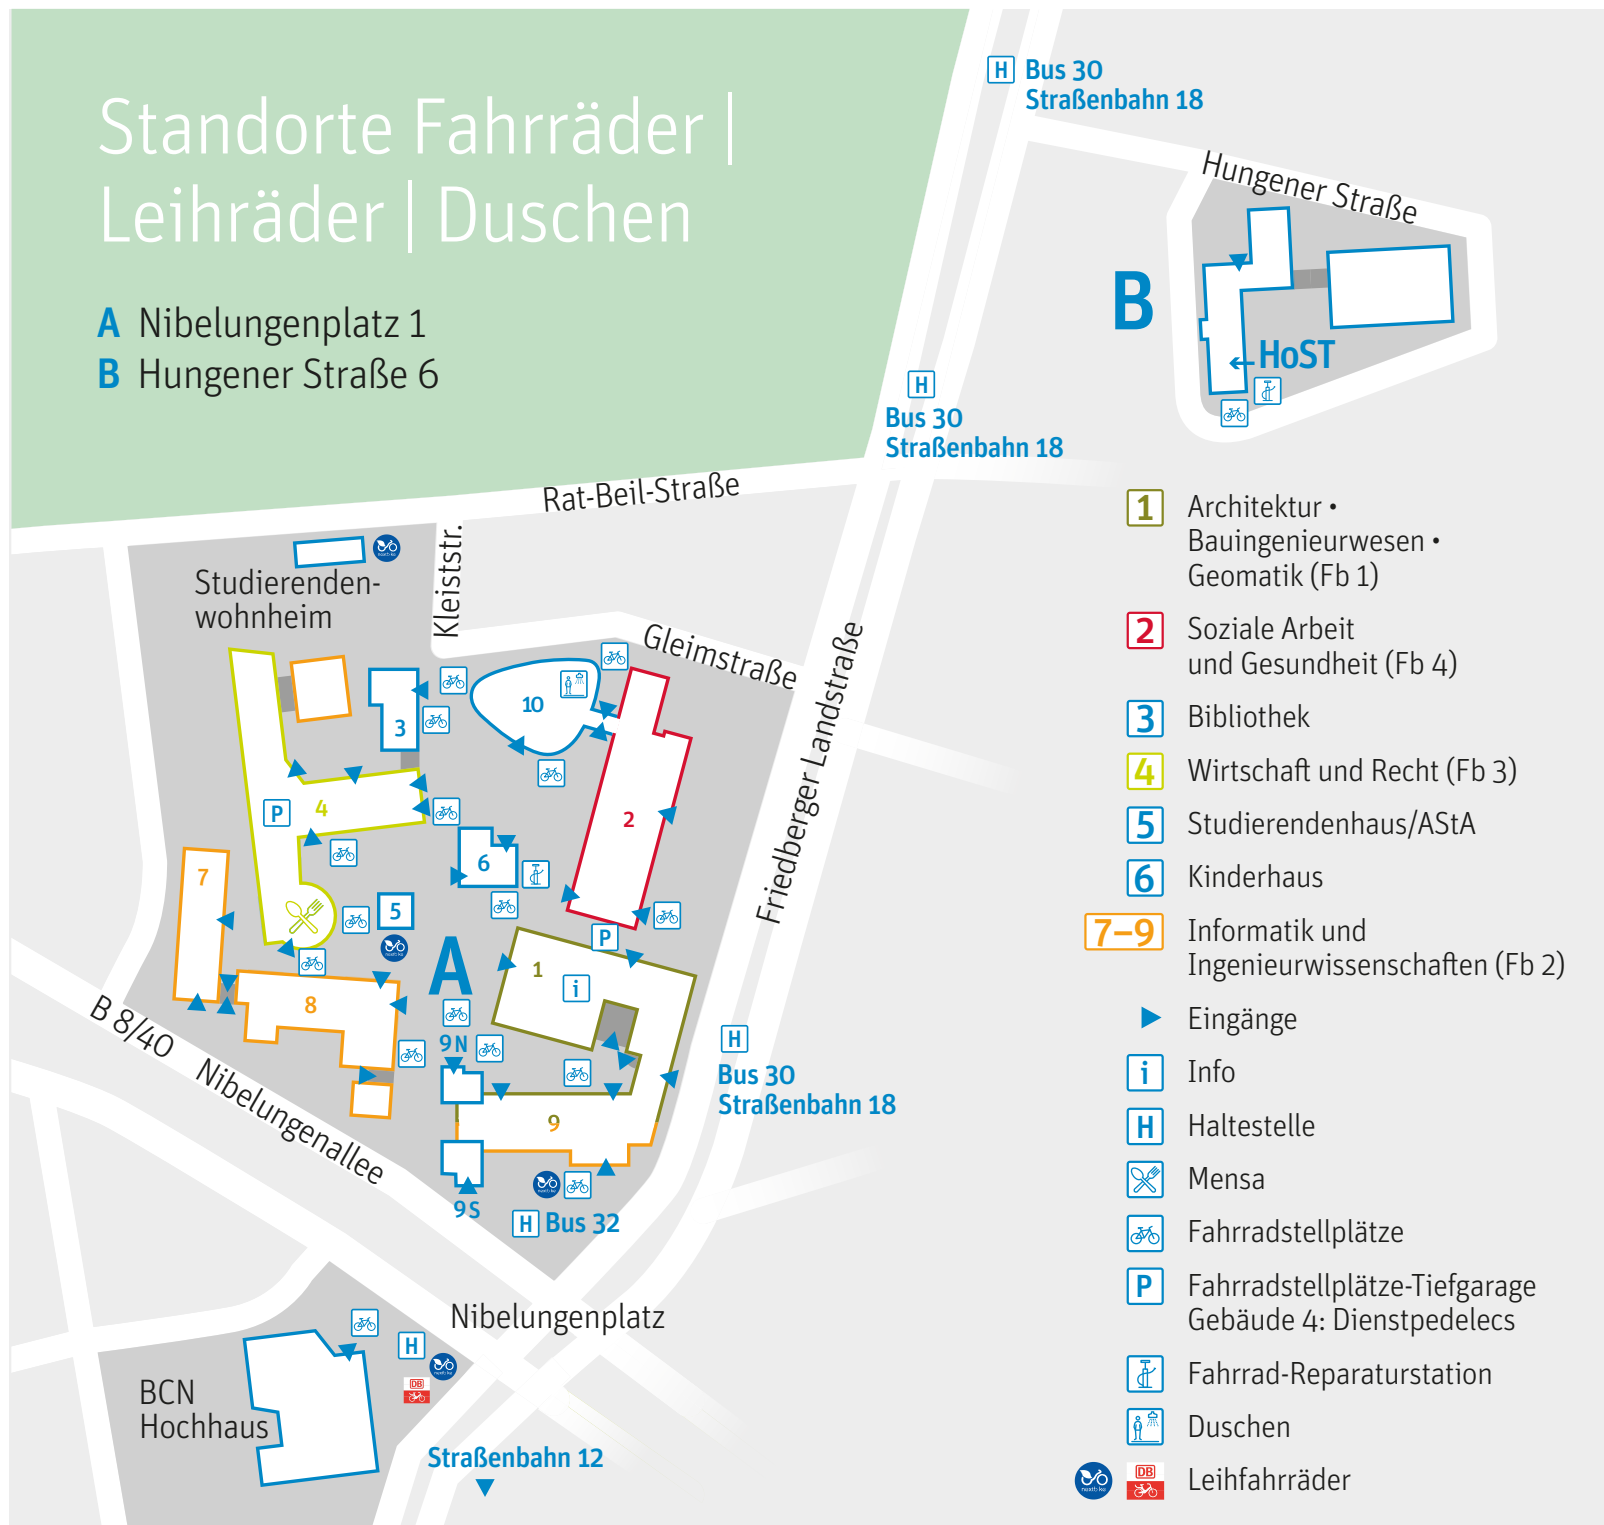 Standorte Fahrräder |
Leihräder | Duschen
A Nibelungenplatz 1
B Hungener Straße 6
H Bus 30
Straßenbahn 18
Hungener Straße
B
HoST
H
Bus 30
Straßenbahn 18
Rat-Beil-Straße
Kleiststr.
Studierenden-
wohnheim
nextbike
Gleimstraße
Friedberger Landstraße
10
3
P
4
2
6
7
5
nextbike
A
P
1
i
8
9N
9
9S
B 8/40
Nibelungenallee
H
Bus 30
Straßenbahn 18
nextbike
H Bus 32
Nibelungenplatz
H
nextbike
DB
BCN
Hochhaus
Straßenbahn 12
1 Architektur •
Bauingenieurwesen •
Geomatik (Fb 1)
2 Soziale Arbeit
und Gesundheit (Fb 4)
3 Bibliothek
4 Wirtschaft und Recht (Fb 3)
5 Studierendenhaus/AStA
6 Kinderhaus
7–9 Informatik und
Ingenieurwissenschaften (Fb 2)
Eingänge
i Info
H Haltestelle
Mensa
Fahrradstellplätze
P Fahrradstellplätze-Tiefgarage
Gebäude 4: Dienstpedelecs
Fahrrad-Reparaturstation
Duschen
nextbike DB Leihfahrräder